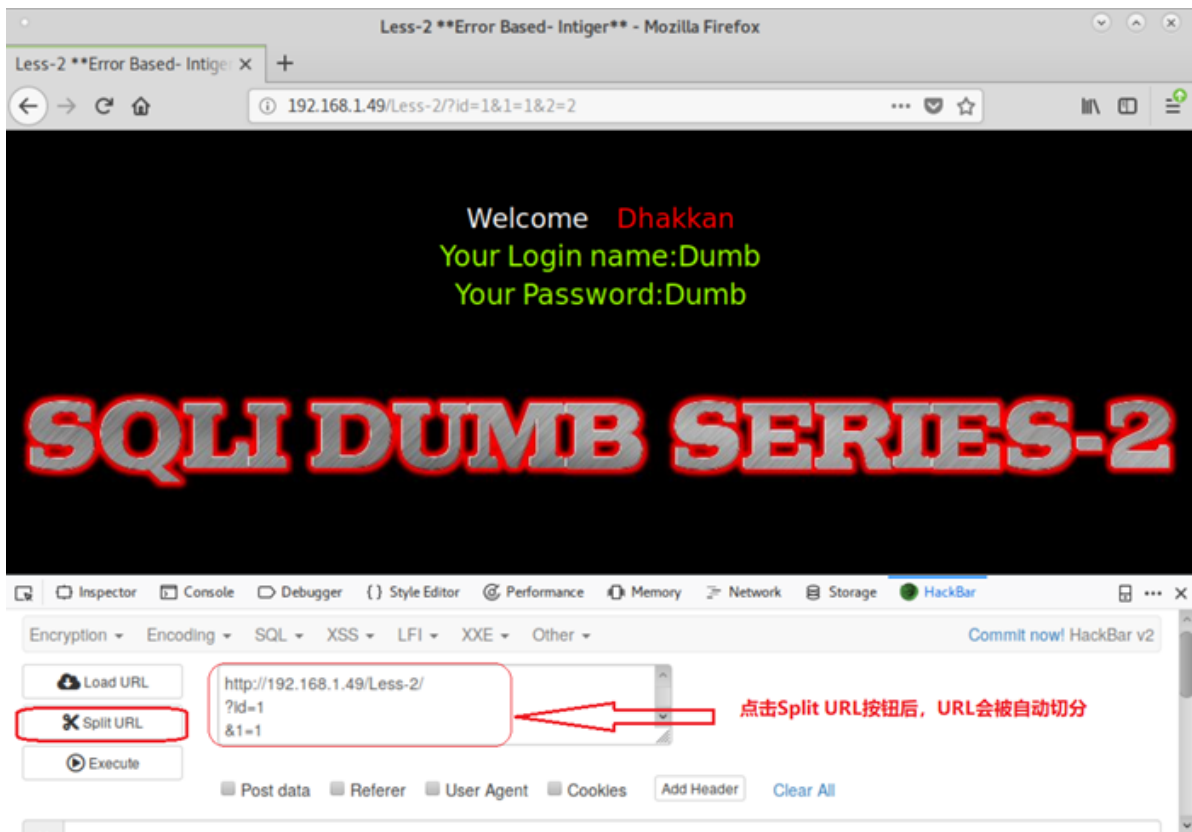 Less-2 **Error Based- Intiger** - Mozilla Firefox
Less-2 **Error Based- Intiger
192.168.1.49/Less-2/?id=1&1=1&2=2
Welcome Dhakkan
Your Login name:Dumb
Your Password:Dumb
SQLI DUMB SERIES-2
Inspector Console Debugger {} Style Editor Performance Memory Network Storage HackBar
Encryption Encoding SQL XSS LFI XXE Other Commit now! HackBar v2
Load URL
http://192.168.1.49/Less-2/
Split URL
?id=1
&1=1
点击Split URL按钮后，URL会被自动切分
Execute
Post data Referer User Agent Cookies Add Header Clear All